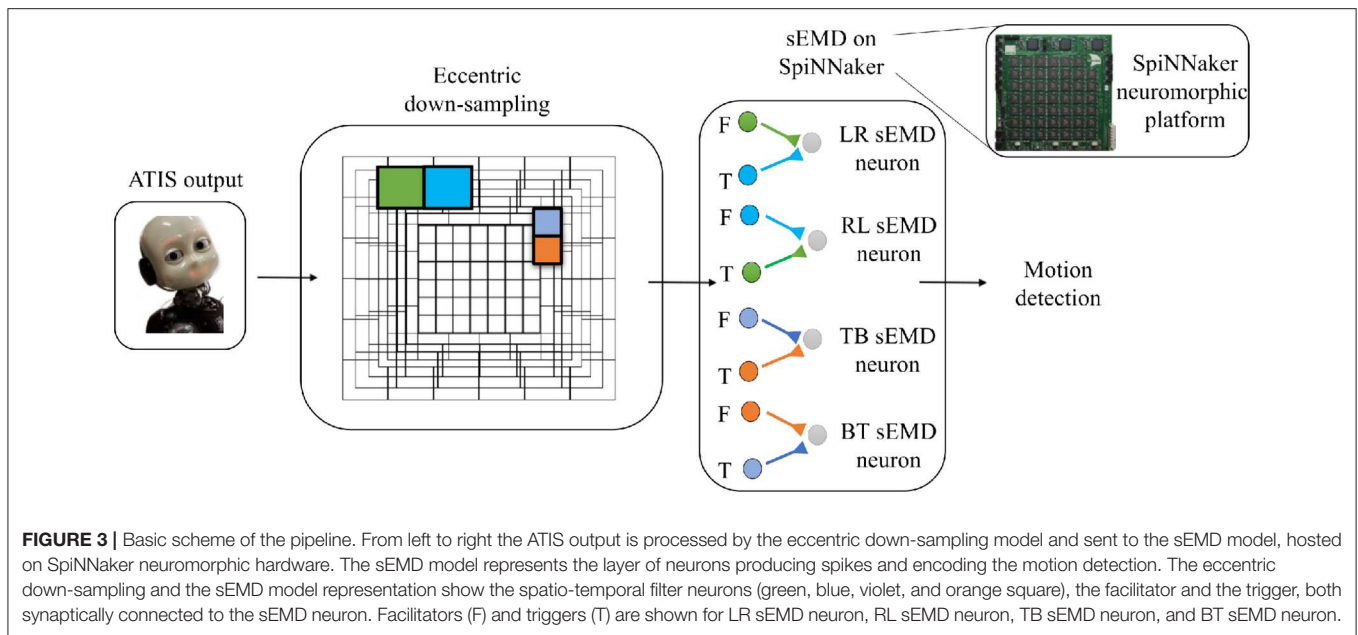 sEMD on
SpiNNaker
SpiNNaker
neuromorphic
platform
Eccentric
down-sampling
ATIS output
F
T
LR sEMD
neuron
F
T
RL sEMD
neuron
F
T
TB sEMD
neuron
F
T
BT sEMD
neuron
Motion
detection
FIGURE 3 | Basic scheme of the pipeline. From left to right the ATIS output is processed by the eccentric down-sampling model and sent to the sEMD model, hosted
on SpiNNaker neuromorphic hardware. The sEMD model represents the layer of neurons producing spikes and encoding the motion detection. The eccentric
down-sampling and the sEMD model representation show the spatio-temporal filter neurons (green, blue, violet, and orange square), the facilitator and the trigger, both
synaptically connected to the sEMD neuron. Facilitators (F) and triggers (T) are shown for LR sEMD neuron, RL sEMD neuron, TB sEMD neuron, and BT sEMD neuron.